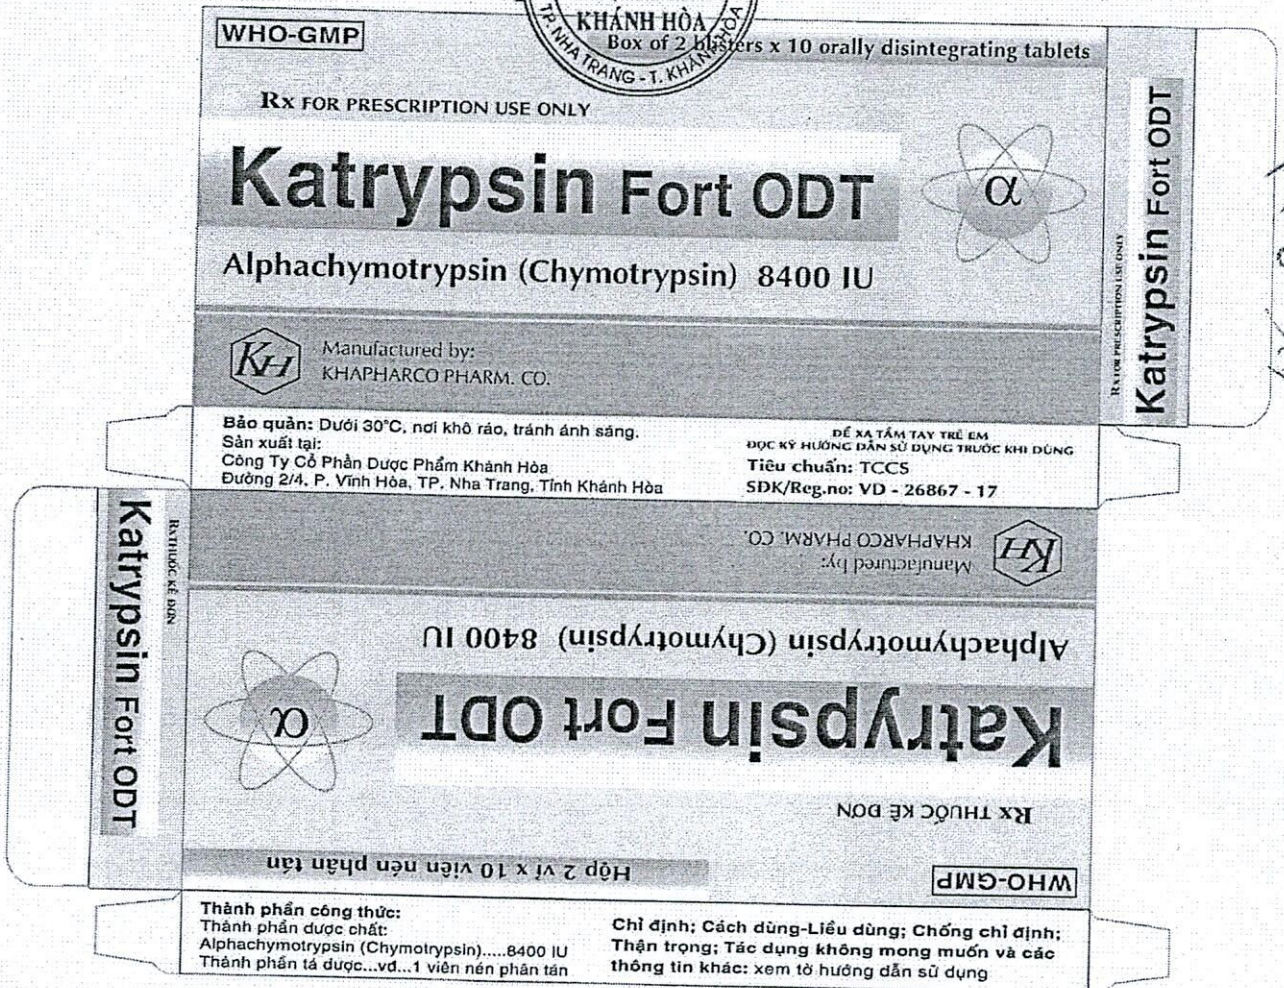 KHÁNH HÒA
TP. NHA TRANG - T. KHÁNH HÒA
WHO-GMP
Box of 2 blisters x 10 orally disintegrating tablets
Rx FOR PRESCRIPTION USE ONLY
Katrypsin Fort ODT
α
Alphachymotrypsin (Chymotrypsin) 8400 IU
KH
Manufactured by:
KHAPHARCO PHARM. CO.
Rx FOR PRESCRIPTION USE ONLY
Katrypsin Fort ODT
Bảo quản: Dưới 30°C, nơi khô ráo, tránh ánh sáng.
Sản xuất tại:
Công Ty Cổ Phần Dược Phẩm Khánh Hòa
Đường 2/4, P. Vĩnh Hòa, TP. Nha Trang, Tỉnh Khánh Hòa
ĐỂ XA TẦM TAY TRẺ EM
ĐỌC KỸ HƯỚNG DẪN SỬ DỤNG TRƯỚC KHI DÙNG
Tiêu chuẩn: TCCS
SĐK/Reg.no: VD - 26867 - 17
Katrypsin Fort ODT
Rx THUỐC KÊ ĐƠN
WHO-GMP
Hộp 2 vỉ x 10 viên nén phân tán
Rx THUỐC KÊ ĐƠN
Katrypsin Fort ODT
α
Alphachymotrypsin (Chymotrypsin) 8400 IU
KH
Manufactured by:
KHAPHARCO PHARM. CO.
Thành phần công thức:
Thành phần dược chất:
Alphachymotrypsin (Chymotrypsin).....8400 IU
Thành phần tá dược...vđ...1 viên nén phân tán
Chỉ định; Cách dùng-Liều dùng; Chống chỉ định;
Thận trọng; Tác dụng không mong muốn và các
thông tin khác: xem tờ hướng dẫn sử dụng